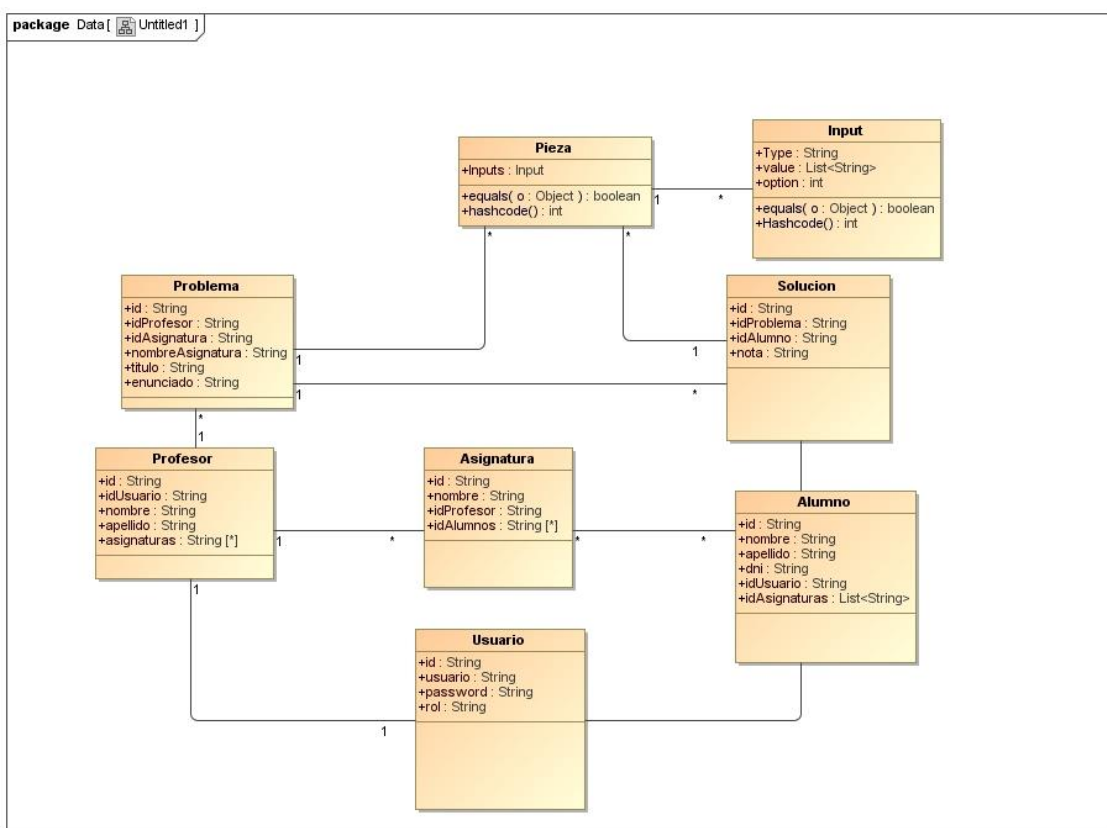 package Data [ Untitled1 ]
Pieza
+Inputs : Input
+equals( o : Object ) : boolean
+hashcode() : int
Input
+Type : String
+value : List<String>
+option : int
+equals( o : Object ) : boolean
+Hashcode() : int
1
*
*
*
Problema
+id : String
+idProfesor : String
+idAsignatura : String
+nombreAsignatura : String
+titulo : String
+enunciado : String
Solucion
+id : String
+idProblema : String
+idAlumno : String
+nota : String
1
1
1
*
*
1
Profesor
+id : String
+idUsuario : String
+nombre : String
+apellido : String
+asignaturas : String [*]
Asignatura
+id : String
+nombre : String
+idProfesor : String
+idAlumnos : String [*]
Alumno
+id : String
+nombre : String
+apellido : String
+dni : String
+idUsuario : String
+idAsignaturas : List<String>
1
*
*
*
1
Usuario
+id : String
+usuario : String
+password : String
+rol : String
1